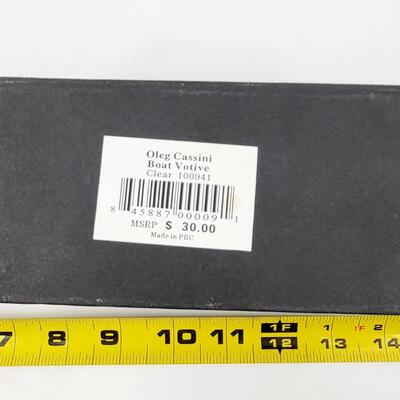 Oleg Cassini
Boat Votive
Clear 100941
8 45887 00009 1
MSRP $ 30.00
Made in PRC
7 8 9 10 11 1F 1F 2
12 13 14